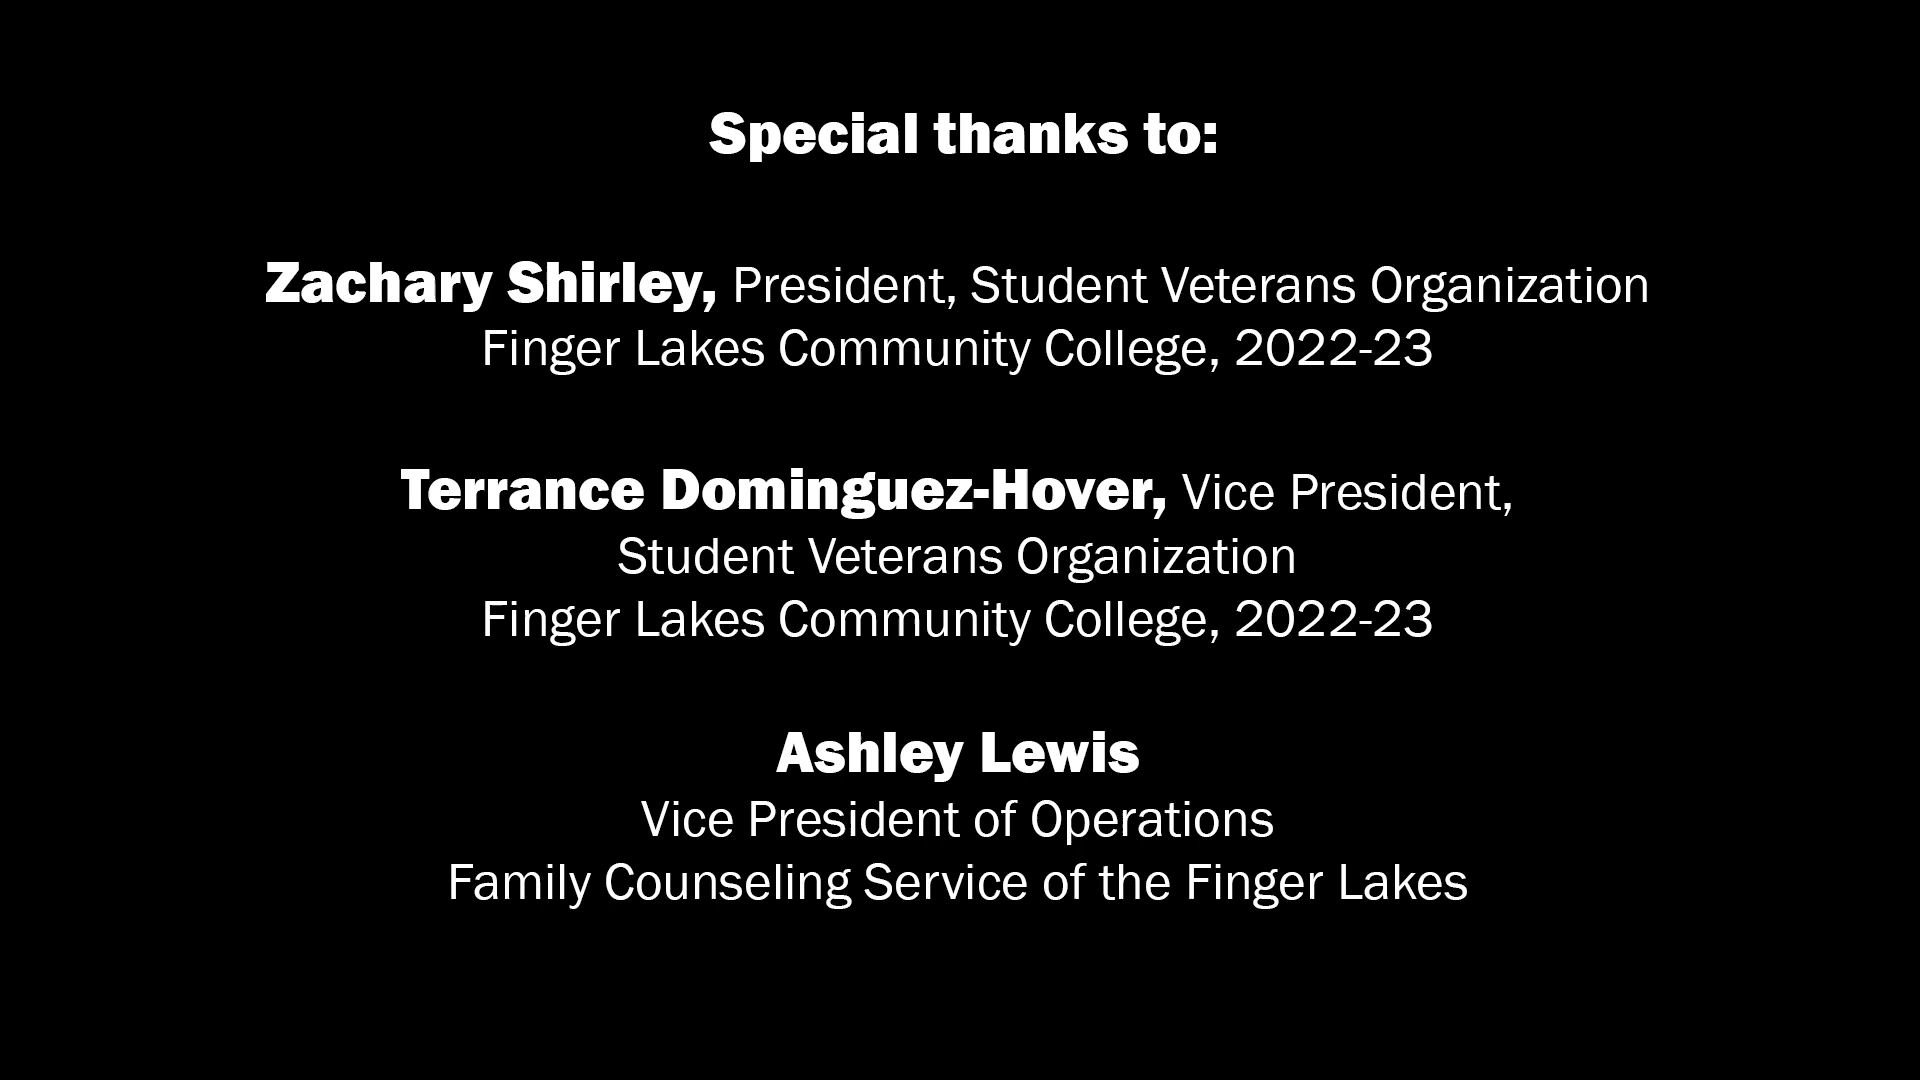 Special thanks to:
Zachary Shirley, President, Student Veterans Organization
Finger Lakes Community College, 2022-23
Terrance Dominguez-Hover, Vice President,
Student Veterans Organization
Finger Lakes Community College, 2022-23
Ashley Lewis
Vice President of Operations
Family Counseling Service of the Finger Lakes